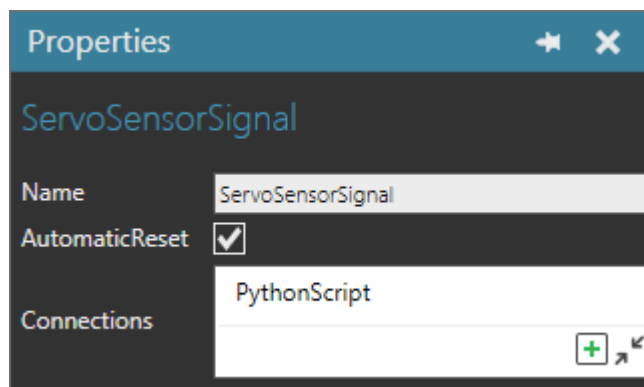 Properties
ServoSensorSignal
Name ServoSensorSignal
AutomaticReset
PythonScript
Connections